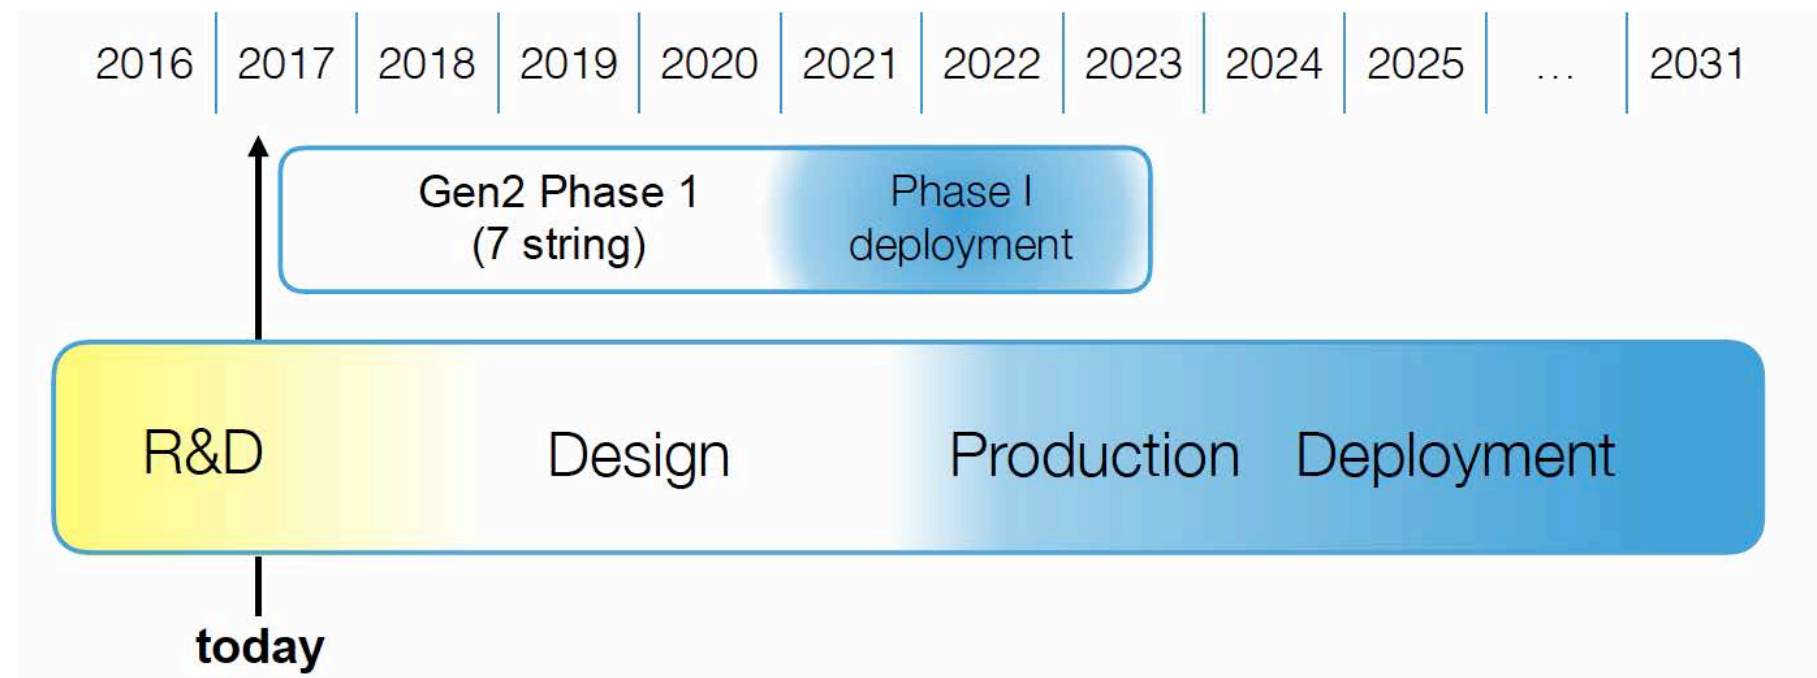 2016 2017 2018 2019 2020 2021 2022 2023 2024 2025 ... 2031
Gen2 Phase 1
(7 string)
Phase I
deployment
R&D Design Production Deployment
today